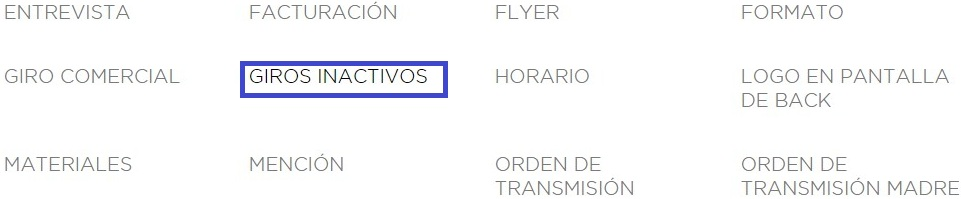 ENTREVISTA
FACTURACIÓN
FLYER
FORMATO
GIRO COMERCIAL
GIROS INACTIVOS
HORARIO
LOGO EN PANTALLA
DE BACK
MATERIALES
MENCIÓN
ORDEN DE
TRANSMISIÓN
ORDEN DE
TRANSMISIÓN MADRE